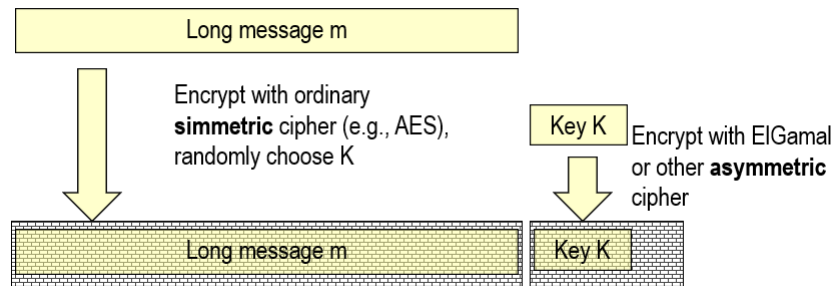 Long message m
Encrypt with ordinary
simmetric cipher (e.g., AES),
randomly choose K
Key K
Encrypt with ElGamal
or other asymmetric
cipher
Long message m
Key K